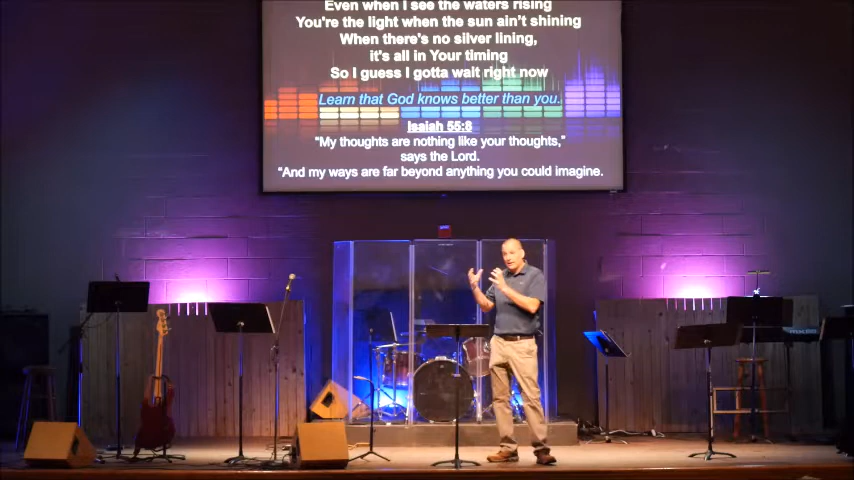 Even when I see the waters rising
You're the light when the sun ain't shining
When there's no silver lining,
it's all in Your timing
So I guess I gotta wait right now
Learn that God knows better than you.
Isaiah 55:8
"My thoughts are nothing like your thoughts,"
says the Lord.
"And my ways are far beyond anything you could imagine.